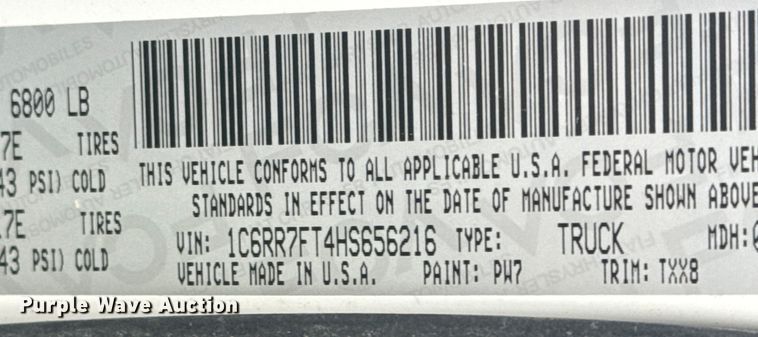 6800 LB
7E TIRES
43 PSI) COLD
.7E TIRES
43 PSI) COLD
THIS VEHICLE CONFORMS TO ALL APPLICABLE U.S.A. FEDERAL MOTOR VEH
STANDARDS IN EFFECT ON THE DATE OF MANUFACTURE SHOWN ABOVE
VIN: 1C6RR7FT4HS656216 TYPE: TRUCK MDH:
VEHICLE MADE IN U.S.A. PAINT: PW7 TRIM: TXX8
Purple Wave Auction